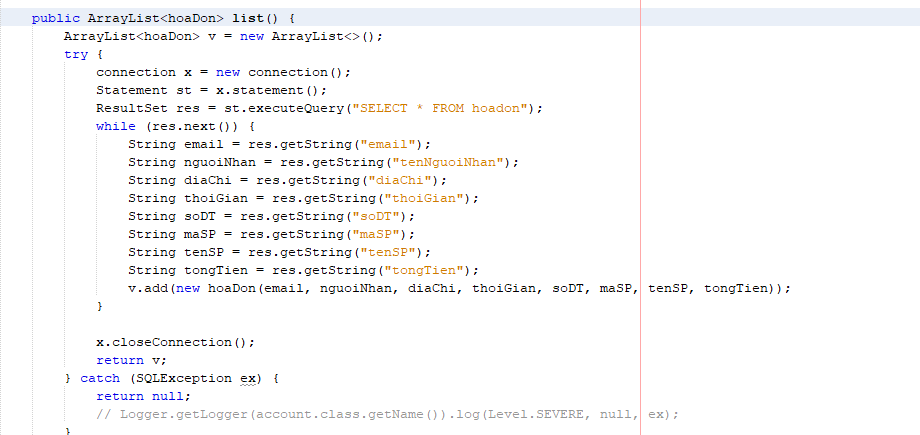 public ArrayList<hoaDon> list() {
ArrayList<hoaDon> v = new ArrayList<>();
try {
connection x = new connection();
Statement st = x.statement();
ResultSet res = st.executeQuery("SELECT * FROM hoadon");
while (res.next()) {
String email = res.getString("email");
String nguoiNhan = res.getString("tenNguoiNhan");
String diaChi = res.getString("diaChi");
String thoiGian = res.getString("thoiGian");
String soDT = res.getString("soDT");
String maSP = res.getString("maSP");
String tenSP = res.getString("tenSP");
String tongTien = res.getString("tongTien");
v.add(new hoaDon(email, nguoiNhan, diaChi, thoiGian, soDT, maSP, tenSP, tongTien));
}
x.closeConnection();
return v;
} catch (SQLException ex) {
return null;
// Logger.getLogger(account.class.getName()).log(Level.SEVERE, null, ex);
}